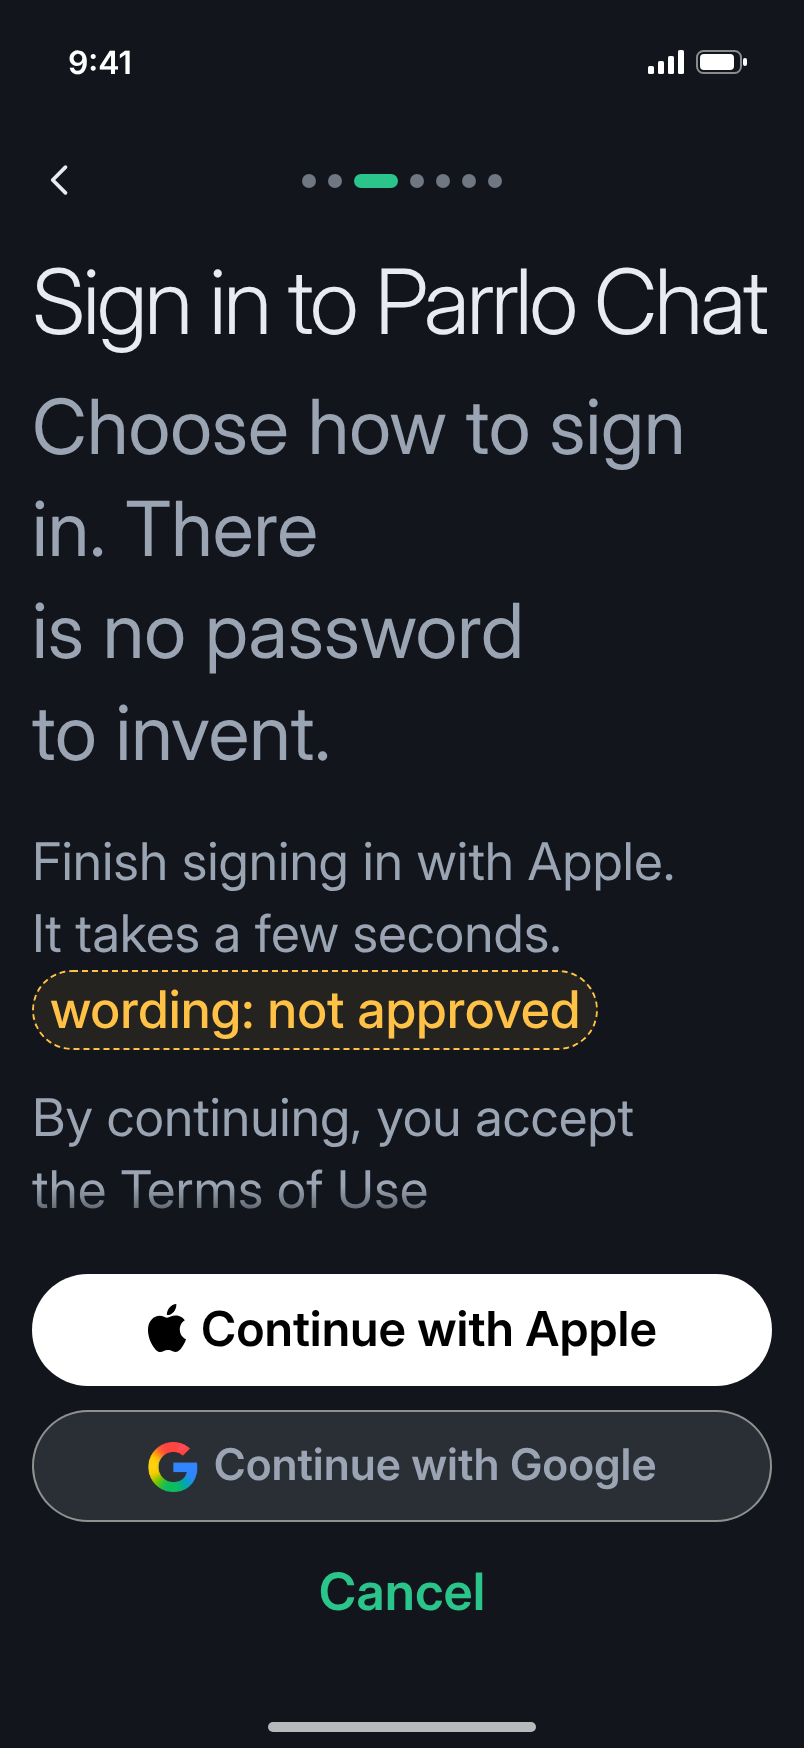 9:41
Sign in to Parrlo Chat
Choose how to sign
in. There
is no password
to invent.
Finish signing in with Apple.
It takes a few seconds.
wording: not approved
By continuing, you accept
the Terms of Use
Continue with Apple
Continue with Google
Cancel